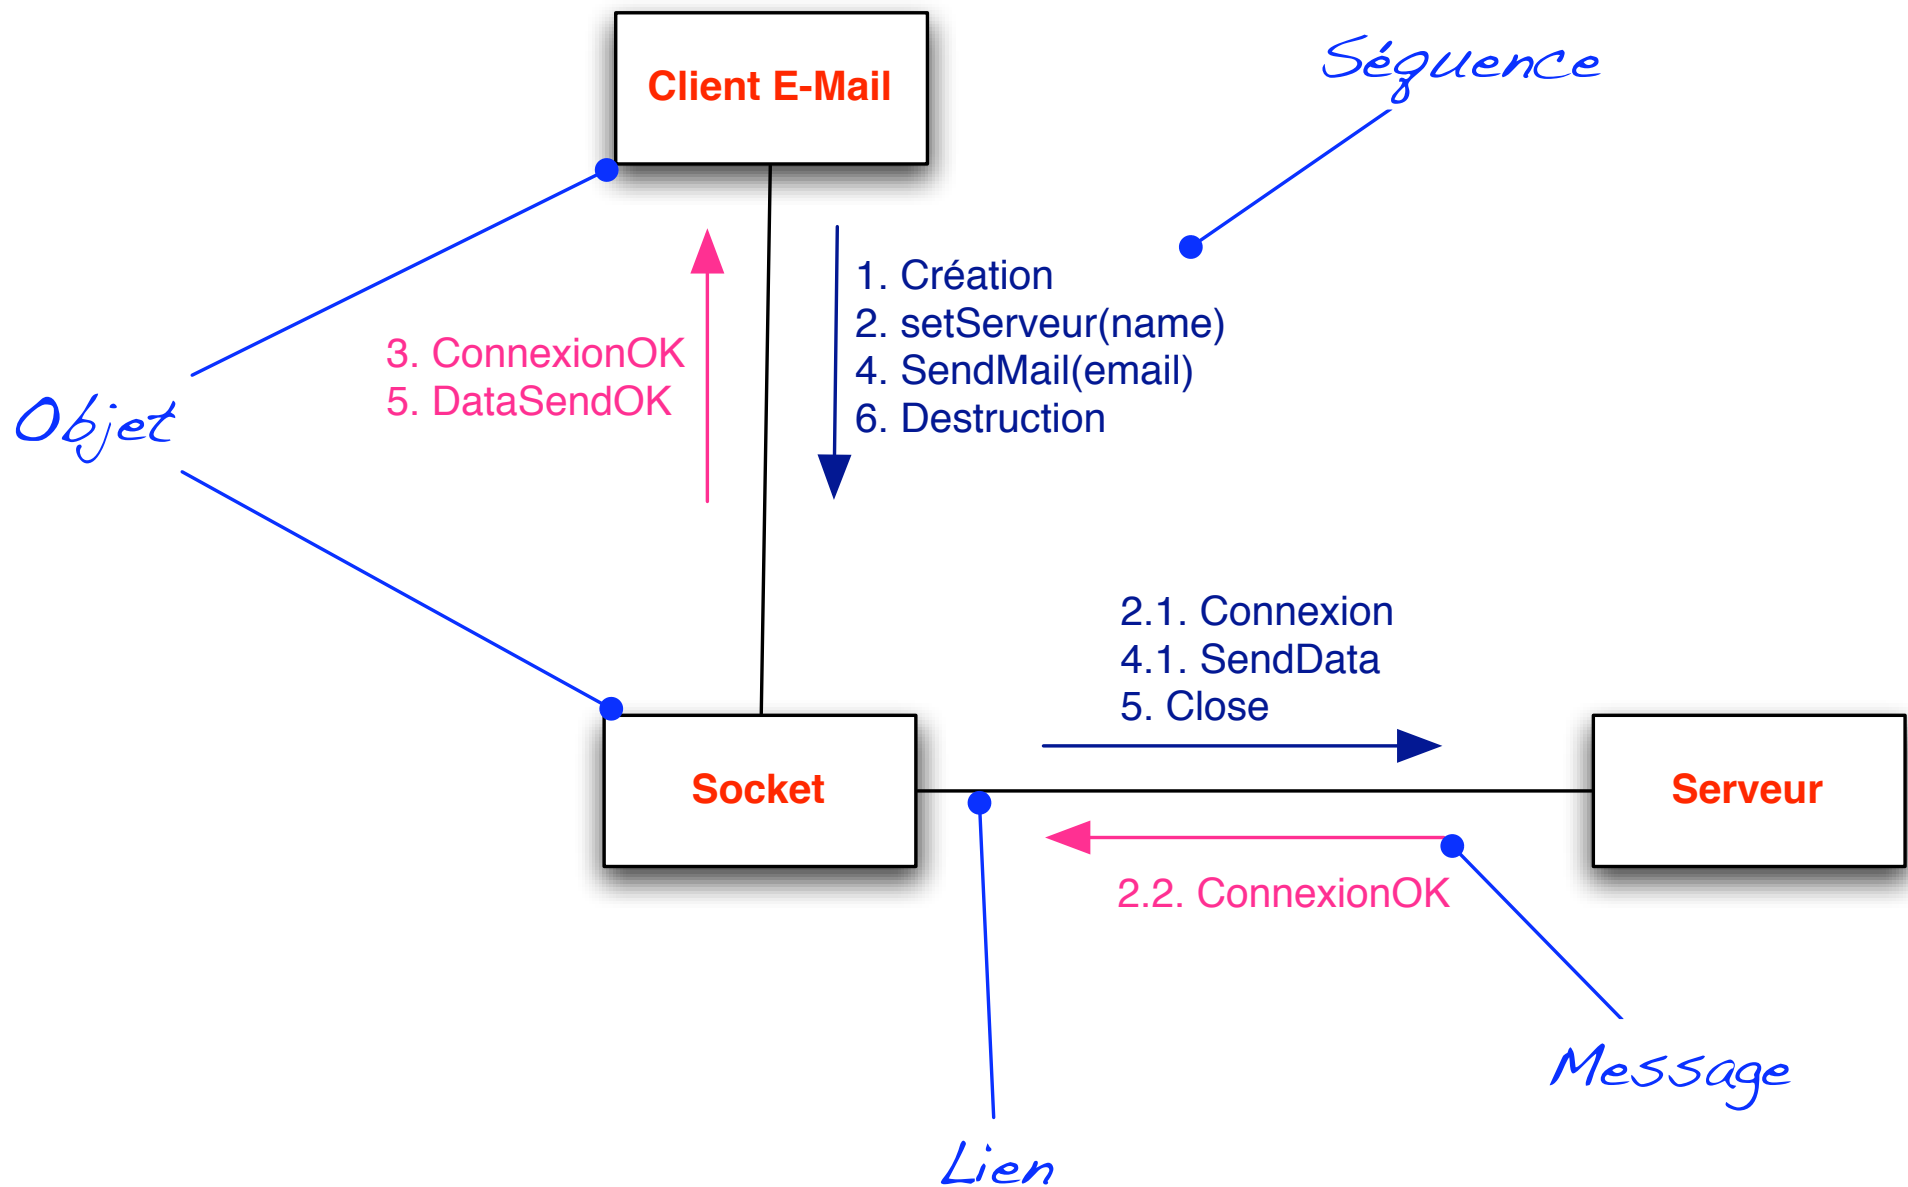 Client E-Mail
Séquence
1. Création
2. setServeur(name)
4. SendMail(email)
6. Destruction
3. ConnexionOK
5. DataSendOK
Objet
2.1. Connexion
4.1. SendData
5. Close
Socket
Serveur
2.2. ConnexionOK
Message
Lien